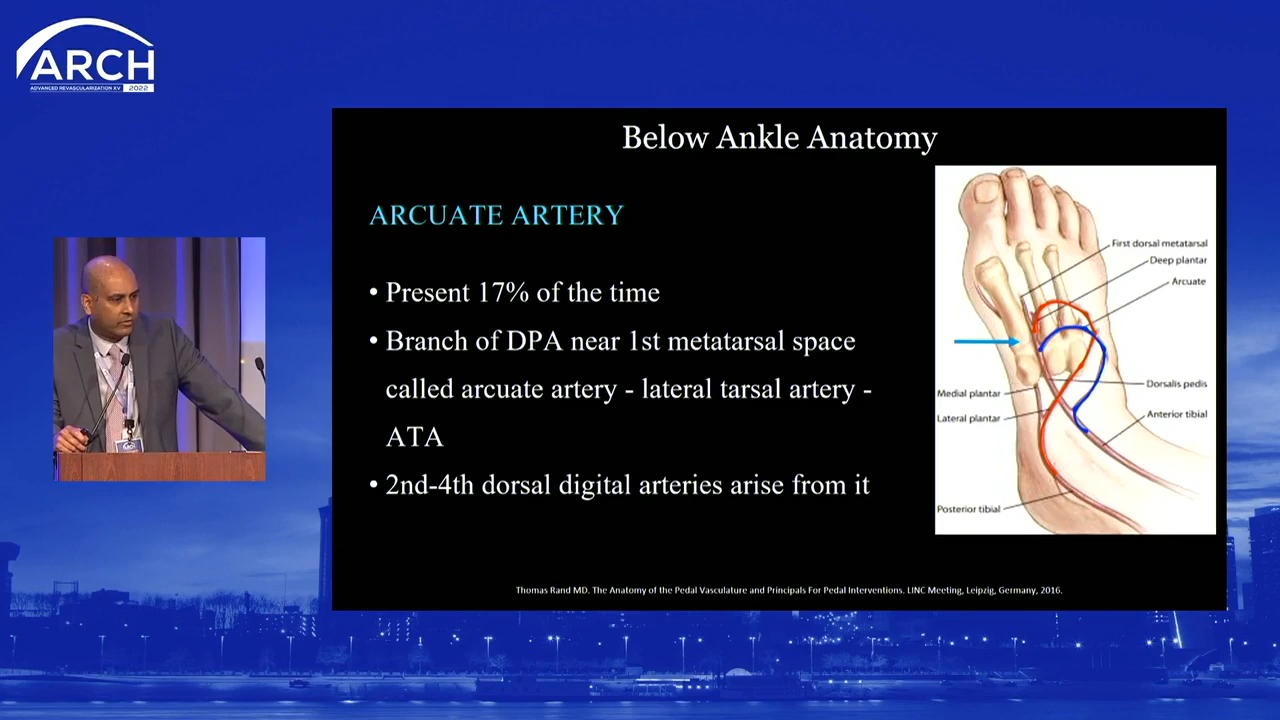 ARCH
ADVANCED REVASCULARIZATION XV 2022
Below Ankle Anatomy
ARCUATE ARTERY
• Present 17% of the time
• Branch of DPA near 1st metatarsal space
called arcuate artery - lateral tarsal artery -
ATA
• 2nd-4th dorsal digital arteries arise from it
First dorsal metatarsal
Deep plantar
Arcuate
Medial plantar
Dorsalis pedis
Lateral plantar
Anterior tibial
Posterior tibial
Thomas Rand MD. The Anatomy of the Pedal Vasculature and Principals For Pedal Interventions. LINC Meeting, Leipzig, Germany, 2016.